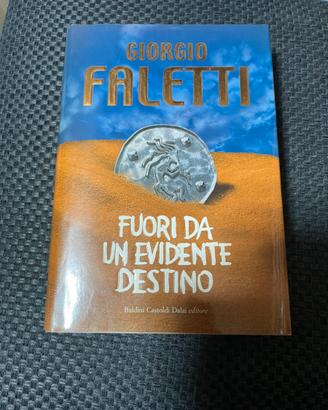 GIORGIO
FALETTI
FUORI DA
UN EVIDENTE
DESTINO
Baldini Castoldi Dalai editore